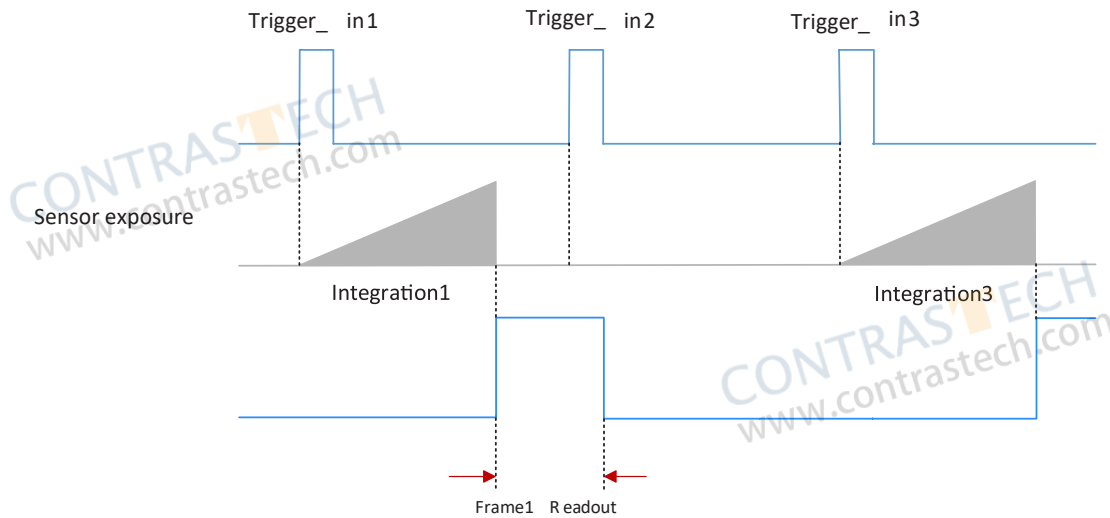 Trigger_ in1 Trigger_ in2 Trigger_ in3
CONTRASTECH
www.contrastech.com
Sensor exposure
Integration1 Integration3
CONTRASTECH
www.contrastech.com
Frame1 R eadout